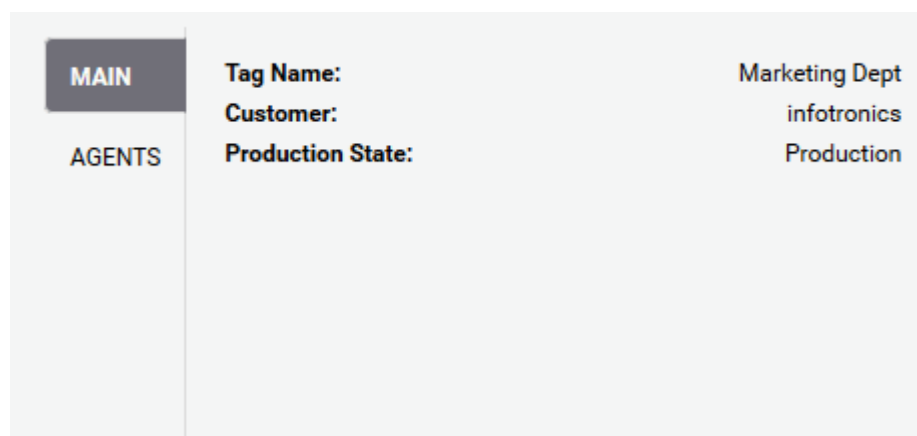 MAIN
AGENTS
Tag Name: Marketing Dept
Customer: infotronics
Production State: Production